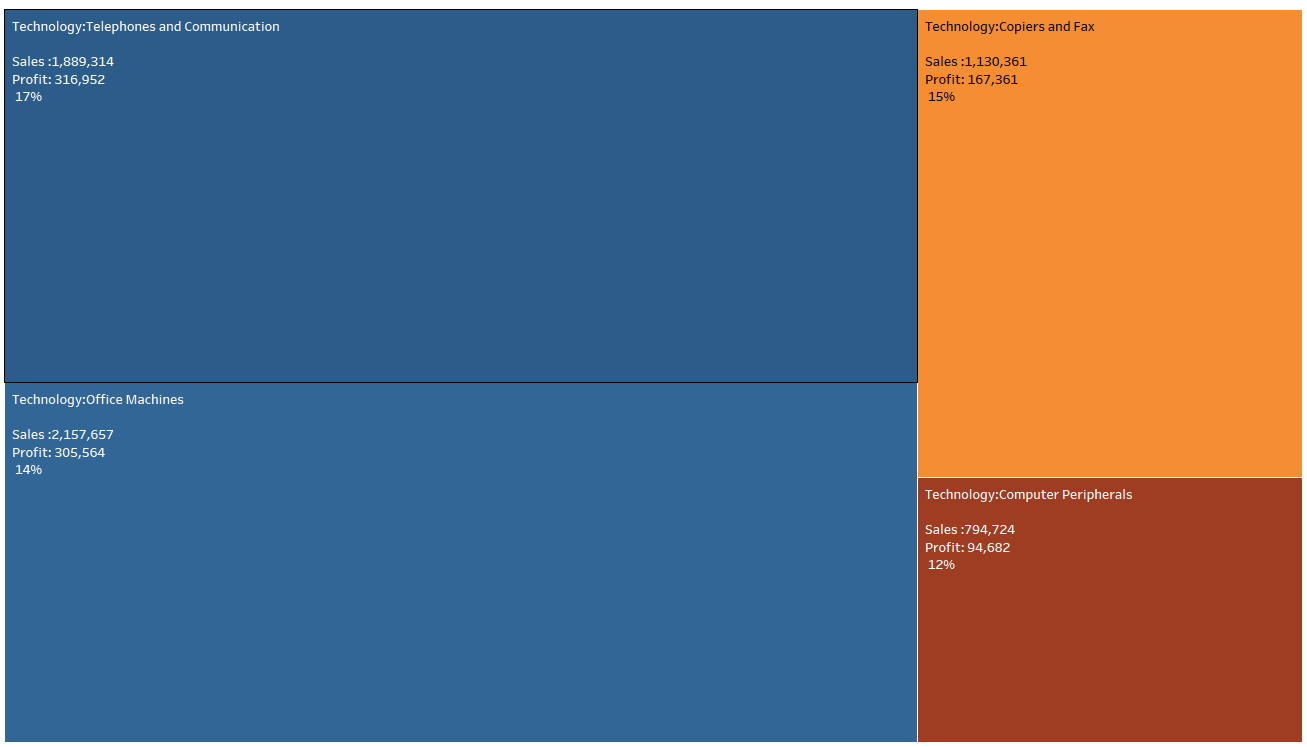 Technology:Telephones and Communication
Sales :1,889,314
Profit: 316,952
17%
Technology:Office Machines
Sales :2,157,657
Profit: 305,564
14%
Technology:Copiers and Fax
Sales :1,130,361
Profit: 167,361
15%
Technology:Computer Peripherals
Sales :794,724
Profit: 94,682
12%